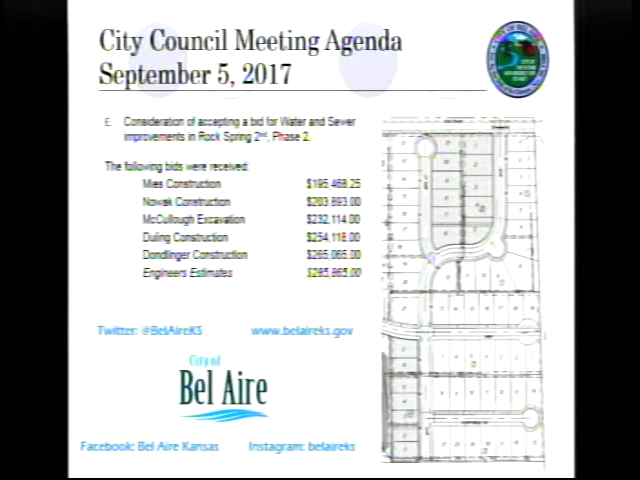 City Council Meeting Agenda
September 5, 2017
E. Consideration of accepting a bid for Water and Sewer
improvements in Rock Spring 2nd, Phase 2.
The following bids were received:
Mies Construction $195,468.25
Nowak Construction $203,893.00
McCullough Excavation $232,114.00
Duling Construction $254,118.00
Dondlinger Construction $265,065.00
Engineers Estimates $285,865.00
Twitter: @BelAireKS www.belaireks.gov
City of
Bel Aire
Facebook: Bel Aire Kansas Instagram: belaireks